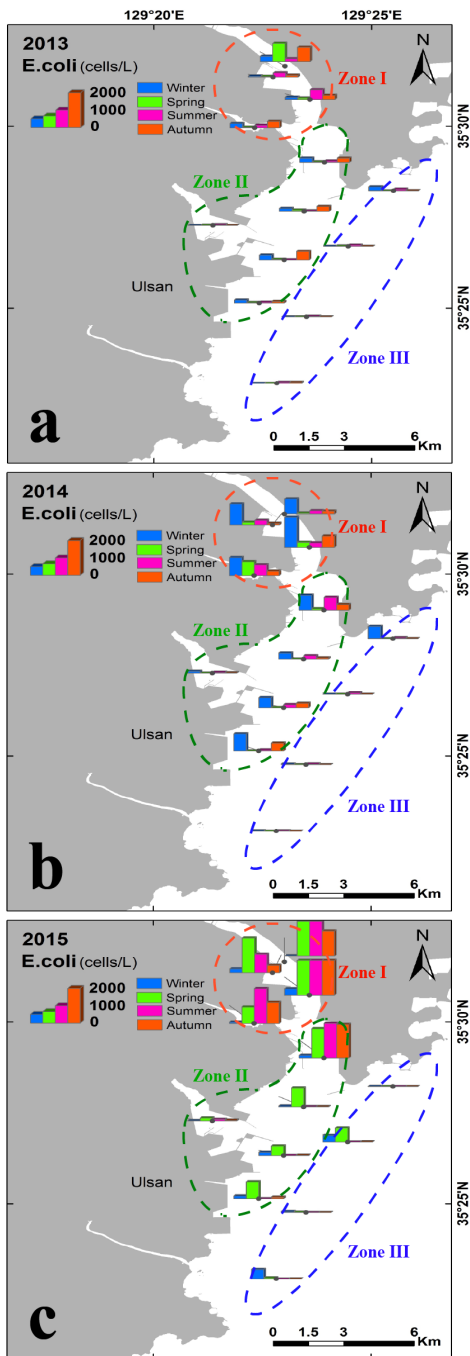 129°20'E 129°25'E
2013
E.coli (cells/L)
2000
1000
0
Winter
Spring
Summer
Autumn
N
Zone I
35°30'N
Zone II
Ulsan
35°25'N
Zone III
a
0 1.5 3 6
Km
2014
E.coli (cells/L)
2000
1000
0
Winter
Spring
Summer
Autumn
N
Zone I
35°30'N
Zone II
Ulsan
35°25'N
Zone III
b
0 1.5 3 6
Km
2015
E.coli (cells/L)
2000
1000
0
Winter
Spring
Summer
Autumn
N
Zone I
35°30'N
Zone II
Ulsan
35°25'N
Zone III
c
0 1.5 3 6
Km